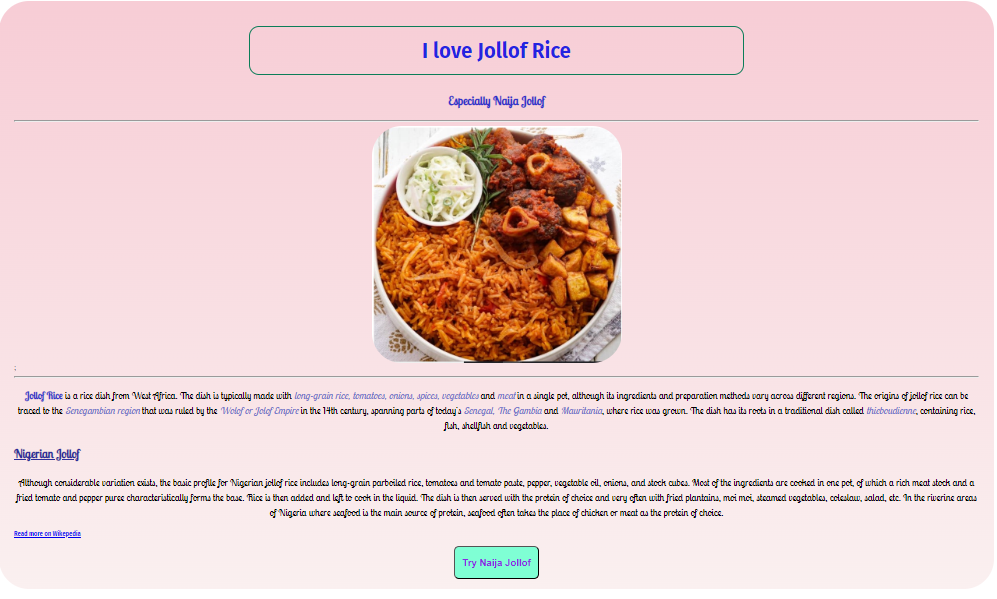 I love Jollof Rice
Especially Naija Jollof
;
Jollof Rice is a rice dish from West Africa. The dish is typically made with long-grain rice, tomatoes, onions, spices, vegetables and meat in a single pot, although its ingredients and preparation methods vary across different regions. The origins of jollof rice can be
traced to the Senegambian region that was ruled by the Wolof or Jolof Empire in the 14th century, spanning parts of today's Senegal, The Gambia and Mauritania, where rice was grown. The dish has its roots in a traditional dish called thieboudienne, containing rice,
fish, shellfish and vegetables.
Nigerian Jollof
Although considerable variation exists, the basic profile for Nigerian jollof rice includes long-grain parboiled rice, tomatoes and tomato paste, pepper, vegetable oil, onions, and stock cubes. Most of the ingredients are cooked in one pot, of which a rich meat stock and a
fried tomato and pepper puree characteristically forms the base. Rice is then added and left to cook in the liquid. The dish is then served with the protein of choice and very often with fried plantains, moi moi, steamed vegetables, coleslaw, salad, etc. In the riverine areas
of Nigeria where seafood is the main source of protein, seafood often takes the place of chicken or meat as the protein of choice.
Read more on Wikepedia
Try Naija Jollof